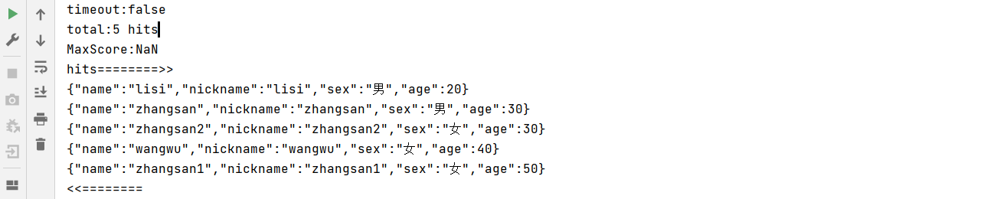 timeout:false
total:5 hits
MaxScore:NaN
hits========>>
{"name":"lisi","nickname":"lisi","sex":"男","age":20}
{"name":"zhangsan","nickname":"zhangsan","sex":"男","age":30}
{"name":"zhangsan2","nickname":"zhangsan2","sex":"女","age":30}
{"name":"wangwu","nickname":"wangwu","sex":"女","age":40}
{"name":"zhangsan1","nickname":"zhangsan1","sex":"女","age":50}
<<========